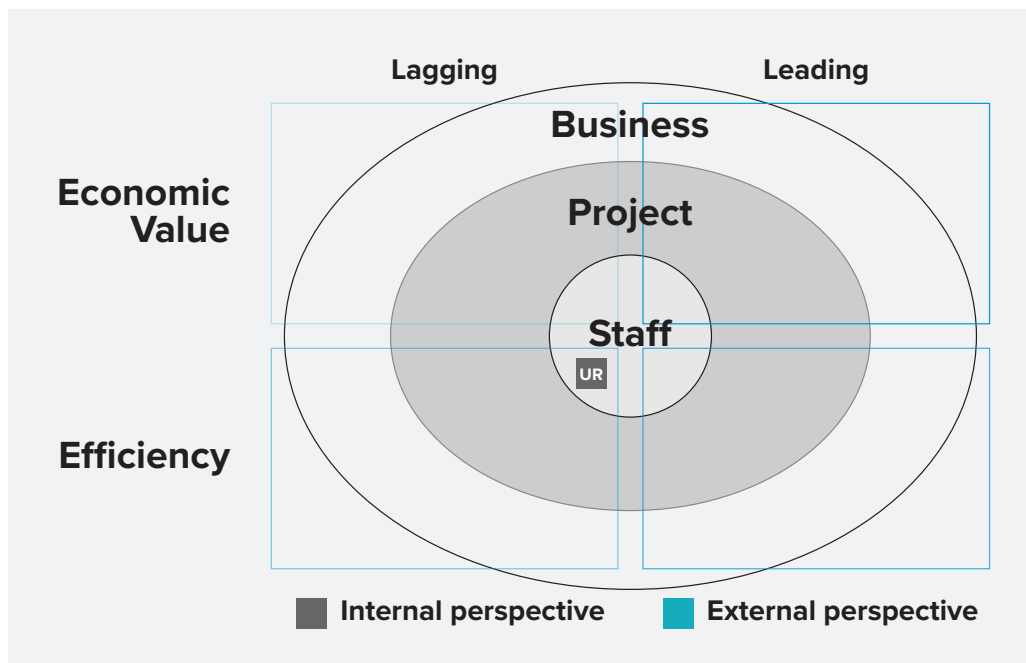 Lagging
Leading
Business
Economic
Value
Project
Staff
UR
Efficiency
Internal perspective
External perspective